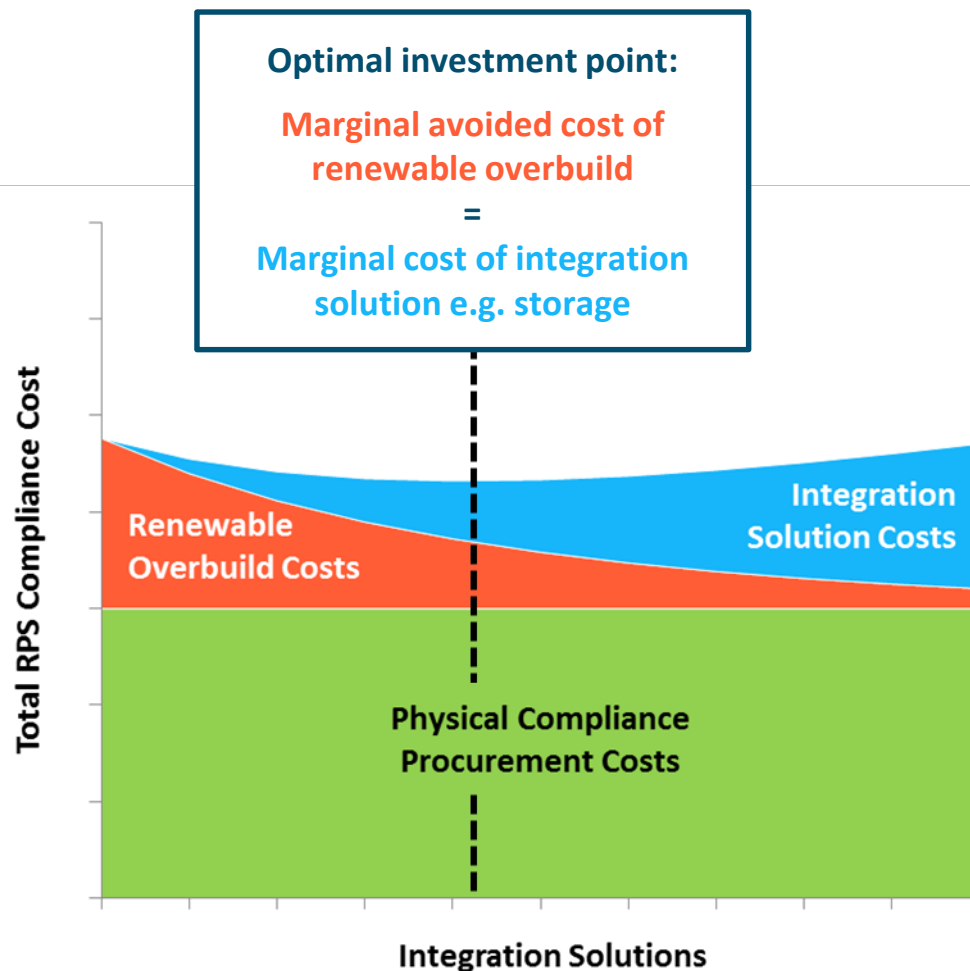 Optimal investment point:
Marginal avoided cost of
renewable overbuild
=
Marginal cost of integration
solution e.g. storage
Total RPS Compliance Cost
Renewable
Overbuild Costs
Integration
Solution Costs
Physical Compliance
Procurement Costs
Integration Solutions